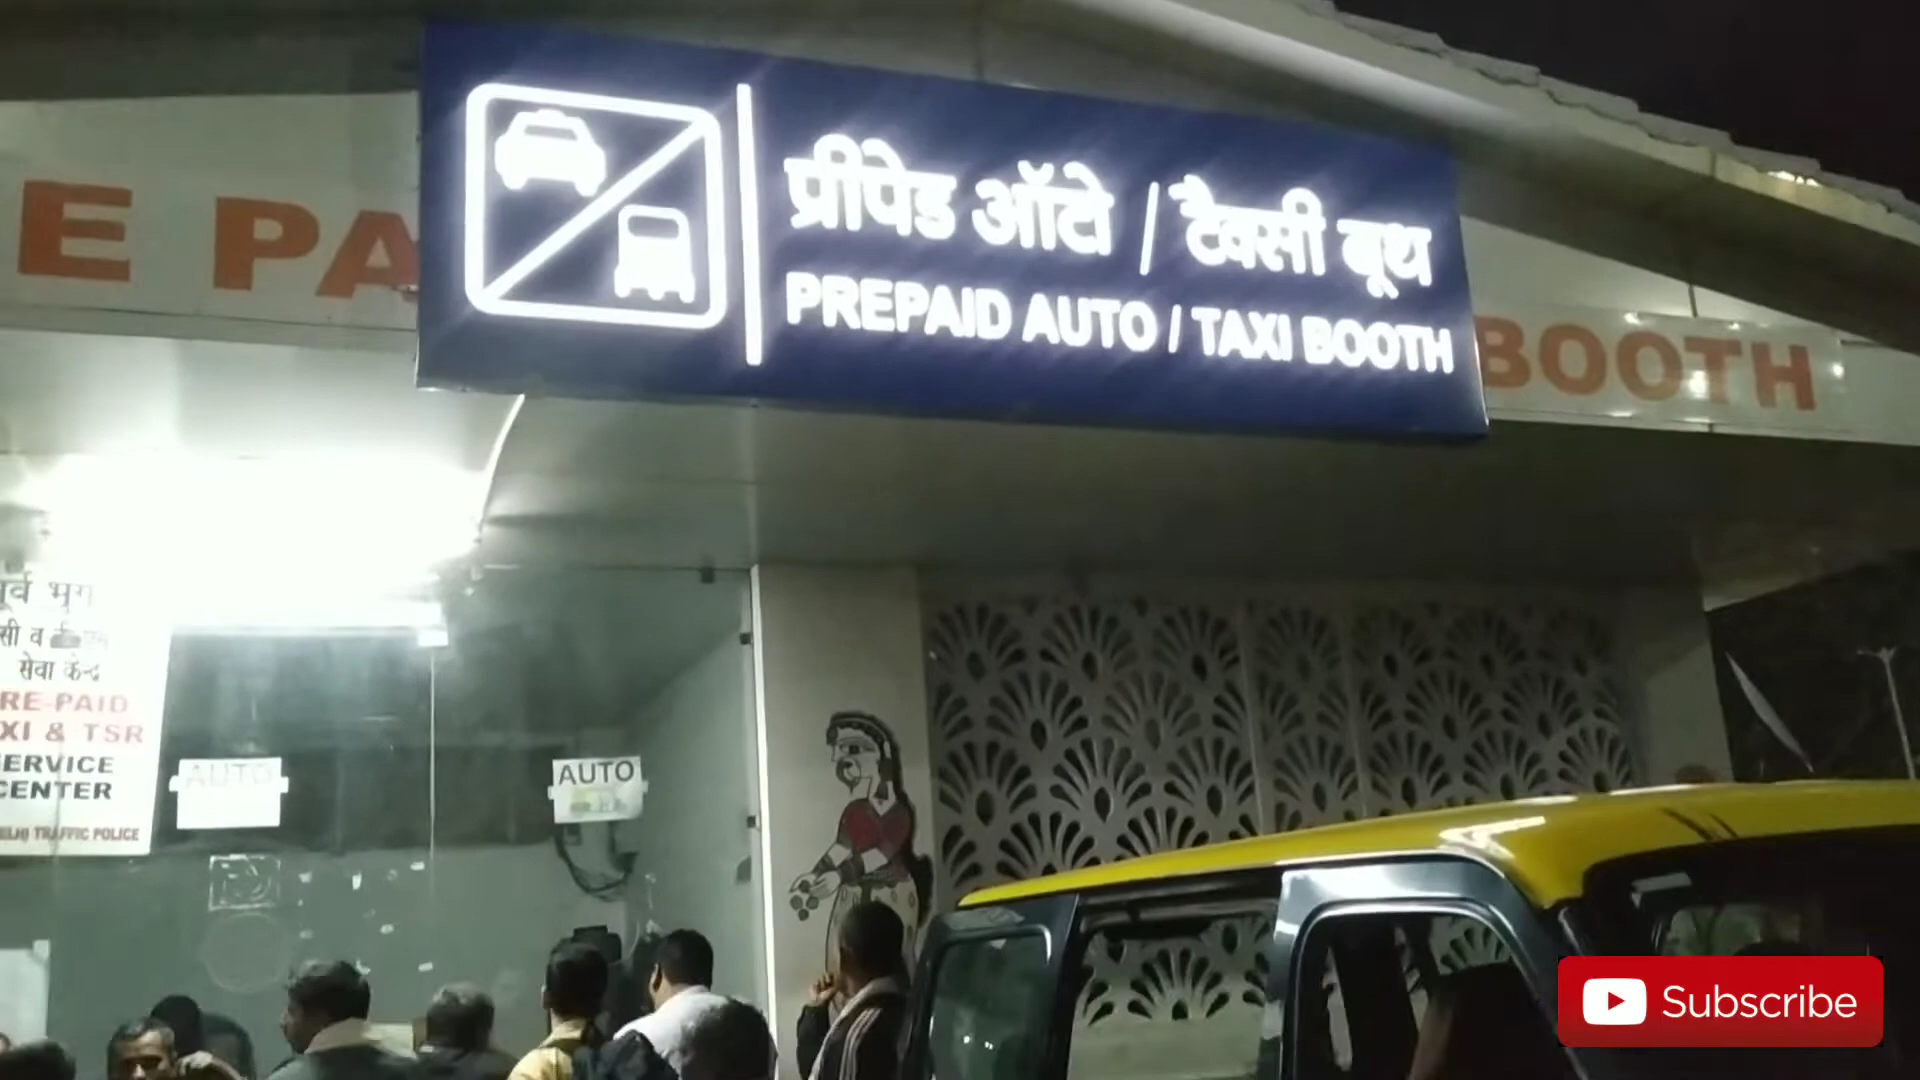 E PA
प्रीपेड ऑटो / टैक्सी बूथ
PREPAID AUTO / TAXI BOOTH
BOOTH
सी व
सेवा केन्द्र
RE-PAID
XI & TSR
ERVICE
CENTER
TRAFFIC POLICE
AUTO
AUTO
Subscribe